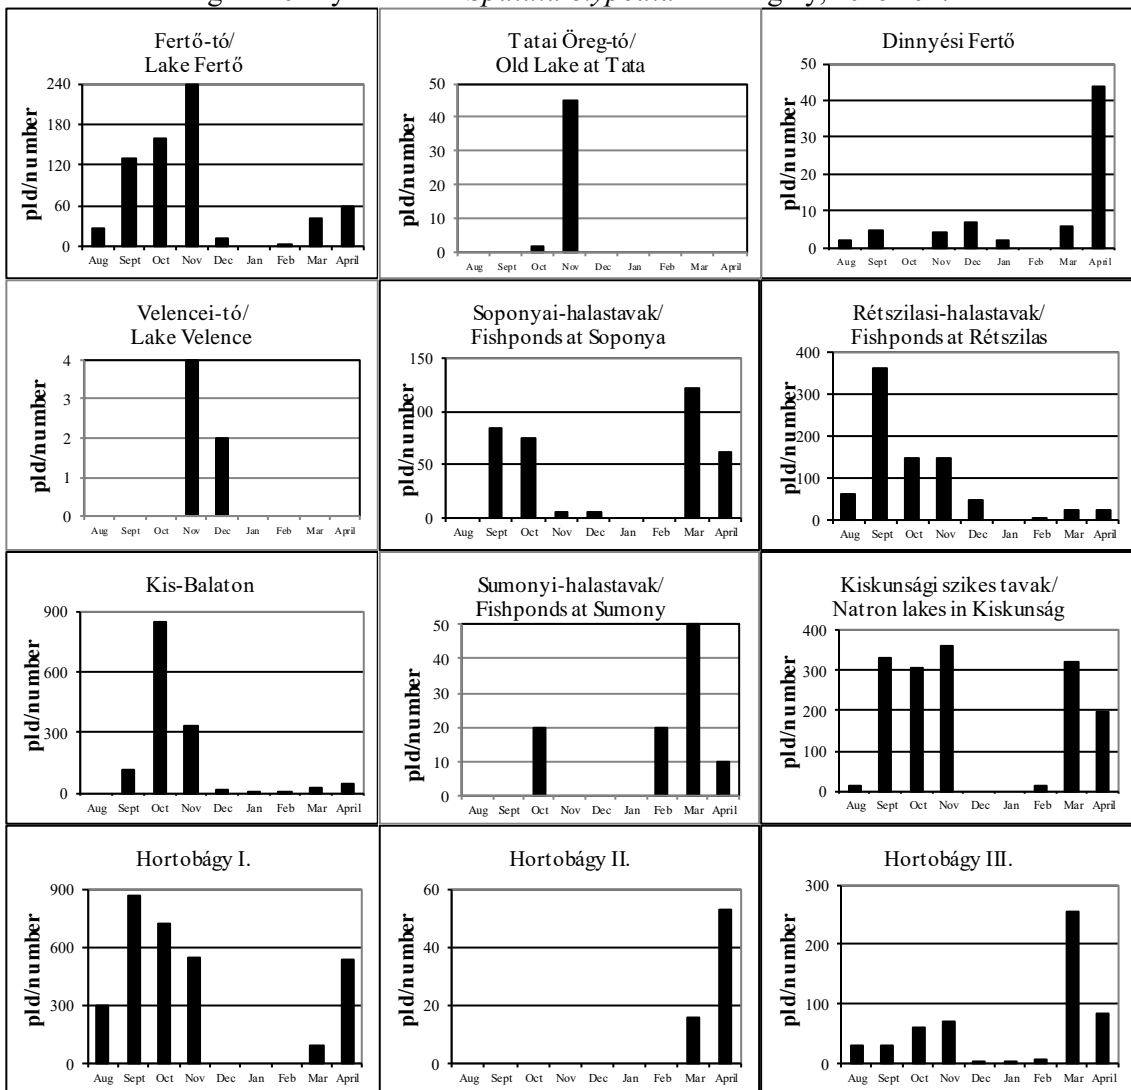 Spatula clypeata
Fertő-tó/
Lake Fertő
pld/number
240
180
120
60
0
Aug Sept Oct Nov Dec Jan Feb Mar April
Tatai Öreg-tó/
Old Lake at Tata
pld/number
50
40
30
20
10
0
Aug Sept Oct Nov Dec Jan Feb Mar April
Dinnyési Fertő
pld/number
50
40
30
20
10
0
Aug Sept Oct Nov Dec Jan Feb Mar April
Velencei-tó/
Lake Velence
pld/number
4
3
2
1
0
Aug Sept Oct Nov Dec Jan Feb Mar April
Soponyai-halastavak/
Fishponds at Soponya
pld/number
150
100
50
0
Aug Sept Oct Nov Dec Jan Feb Mar April
Rétszilasi-halastavak/
Fishponds at Rétszilas
pld/number
400
300
200
100
0
Aug Sept Oct Nov Dec Jan Feb Mar April
Kis-Balaton
pld/number
900
600
300
0
Aug Sept Oct Nov Dec Jan Feb Mar April
Sumonyi-halastavak/
Fishponds at Sumony
pld/number
50
40
30
20
10
0
Aug Sept Oct Nov Dec Jan Feb Mar April
Kiskunsági szikes tavak/
Natron lakes in Kiskunság
pld/number
400
300
200
100
0
Aug Sept Oct Nov Dec Jan Feb Mar April
Hortobágy I.
pld/number
900
600
300
0
Aug Sept Oct Nov Dec Jan Feb Mar April
Hortobágy II.
pld/number
60
40
20
0
Aug Sept Oct Nov Dec Jan Feb Mar April
Hortobágy III.
pld/number
300
200
100
0
Aug Sept Oct Nov Dec Jan Feb Mar April